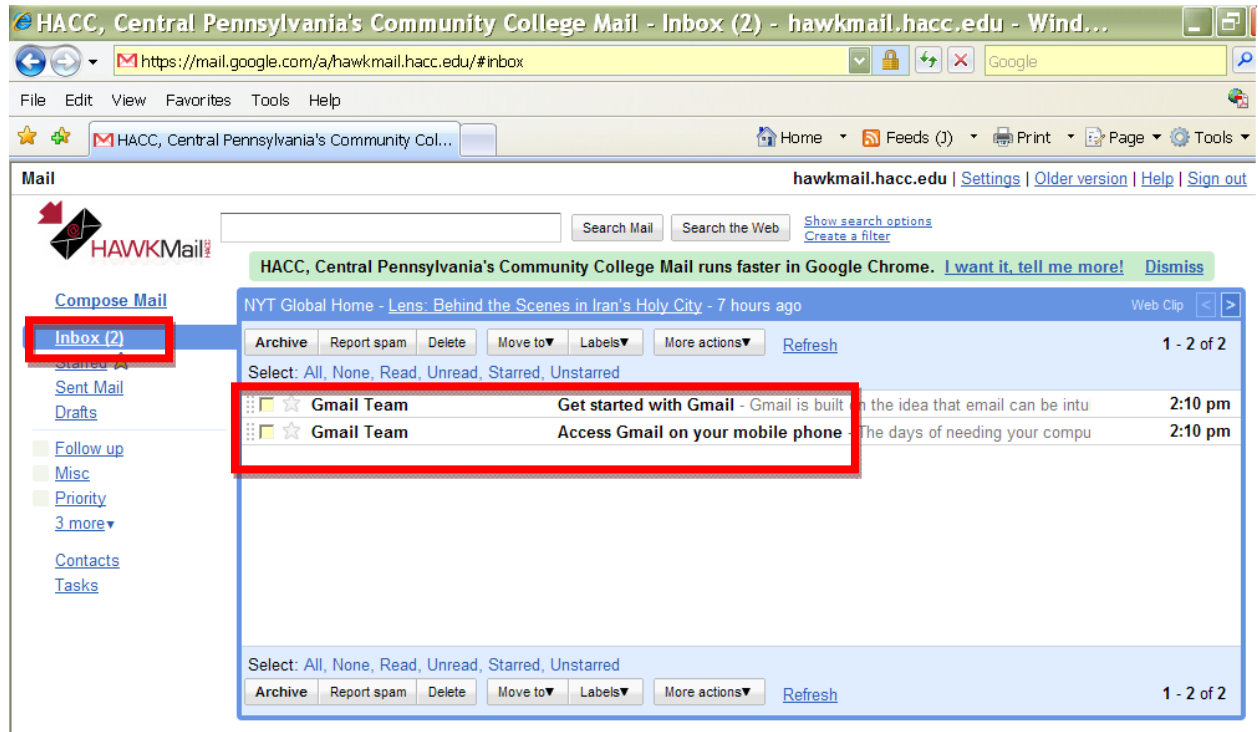 HACC, Central Pennsylvania's Community College Mail - Inbox (2) - hawkmail.hacc.edu - Wind...
https://mail.google.com/a/hawkmail.hacc.edu/#inbox
Google
File Edit View Favorites Tools Help
HACC, Central Pennsylvania's Community Col...
Home Feeds (J) Print Page Tools
Mail
hawkmail.hacc.edu | Settings | Older version | Help | Sign out
HAWKMail
Search Mail Search the Web Show search options
Create a filter
HACC, Central Pennsylvania's Community College Mail runs faster in Google Chrome. I want it, tell me more! Dismiss
Compose Mail
NYT Global Home - Lens: Behind the Scenes in Iran's Holy City - 7 hours ago Web Clip < >
Inbox (2)
Archive Report spam Delete Move to▼ Labels▼ More actions▼ Refresh 1 - 2 of 2
Starred
Select: All, None, Read, Unread, Starred, Unstarred
Sent Mail
Gmail Team Get started with Gmail - Gmail is built on the idea that email can be intu 2:10 pm
Drafts
Gmail Team Access Gmail on your mobile phone - The days of needing your compu 2:10 pm
Follow up
Misc
Priority
3 more▼
Contacts
Tasks
Select: All, None, Read, Unread, Starred, Unstarred
Archive Report spam Delete Move to▼ Labels▼ More actions▼ Refresh 1 - 2 of 2